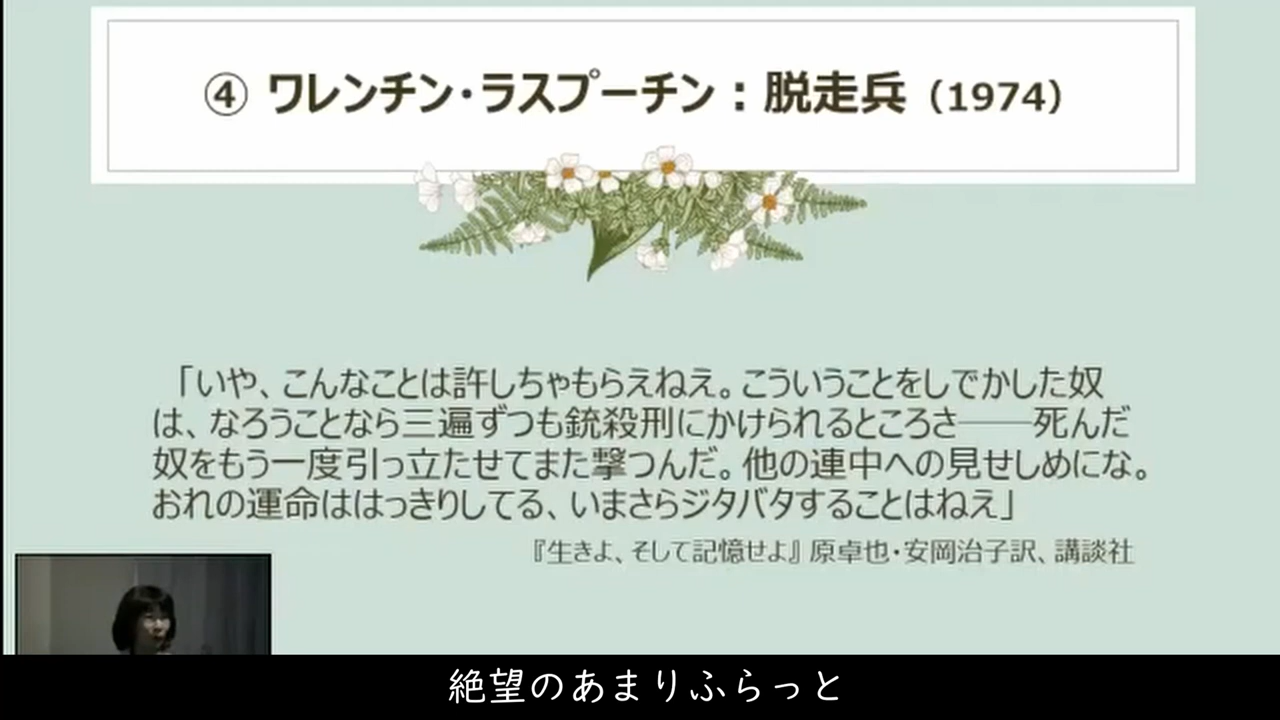 ④ ワレンチン・ラスプーチン：脱走兵（1974）
「いや、こんなことは許しちゃもらえねえ。こういうことをしでかした奴
は、なろうことなら三遍ずつも銃殺刑にかけられるところさ──死んだ
奴をもう一度引っ立たせてまた撃つんだ。他の連中への見せしめにな。
おれの運命ははっきりしてる、いまさらジタバタすることはねえ」
『生きよ、そして記憶せよ』原卓也・安岡治子訳、講談社
絶望のあまりふらっと